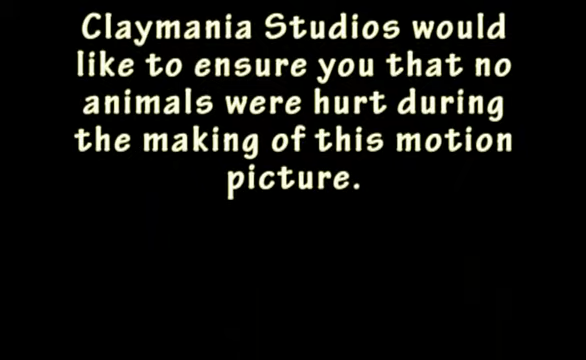 Claymania Studios would
like to ensure you that no
animals were hurt during
the making of this motion
picture.